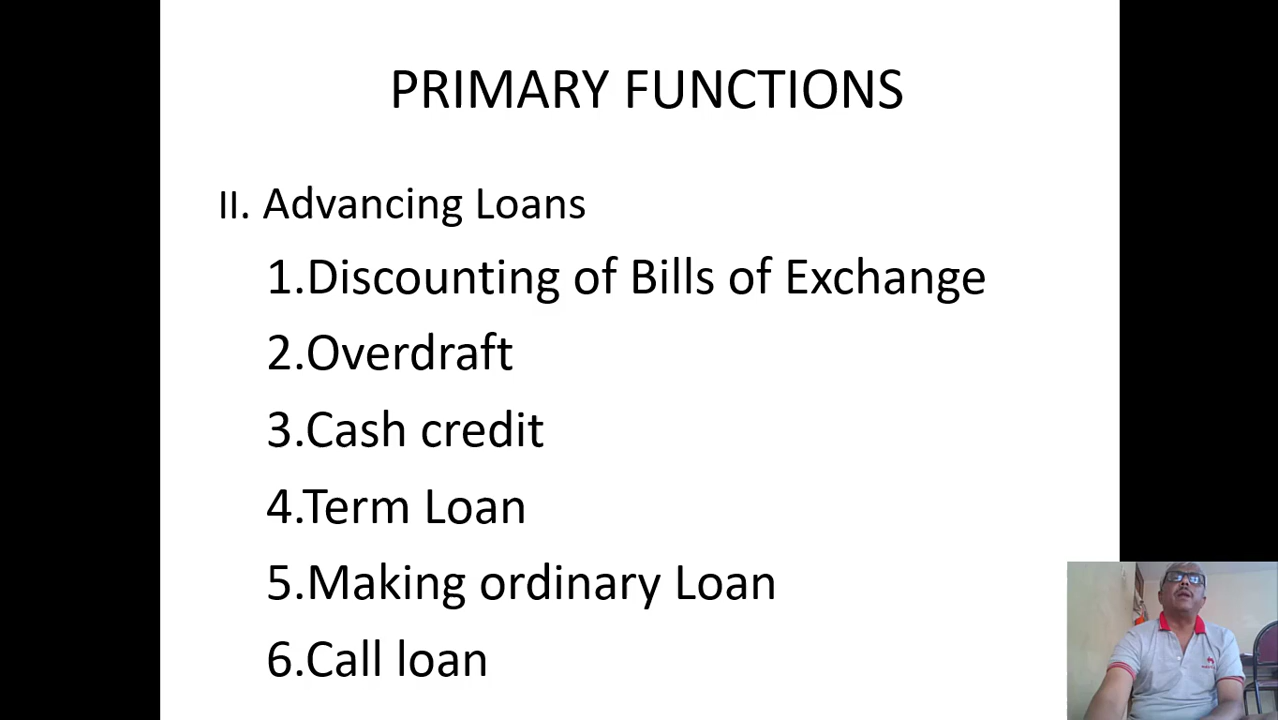 PRIMARY FUNCTIONS
II. Advancing Loans
1.Discounting of Bills of Exchange
2.Overdraft
3.Cash credit
4.Term Loan
5.Making ordinary Loan
6.Call loan